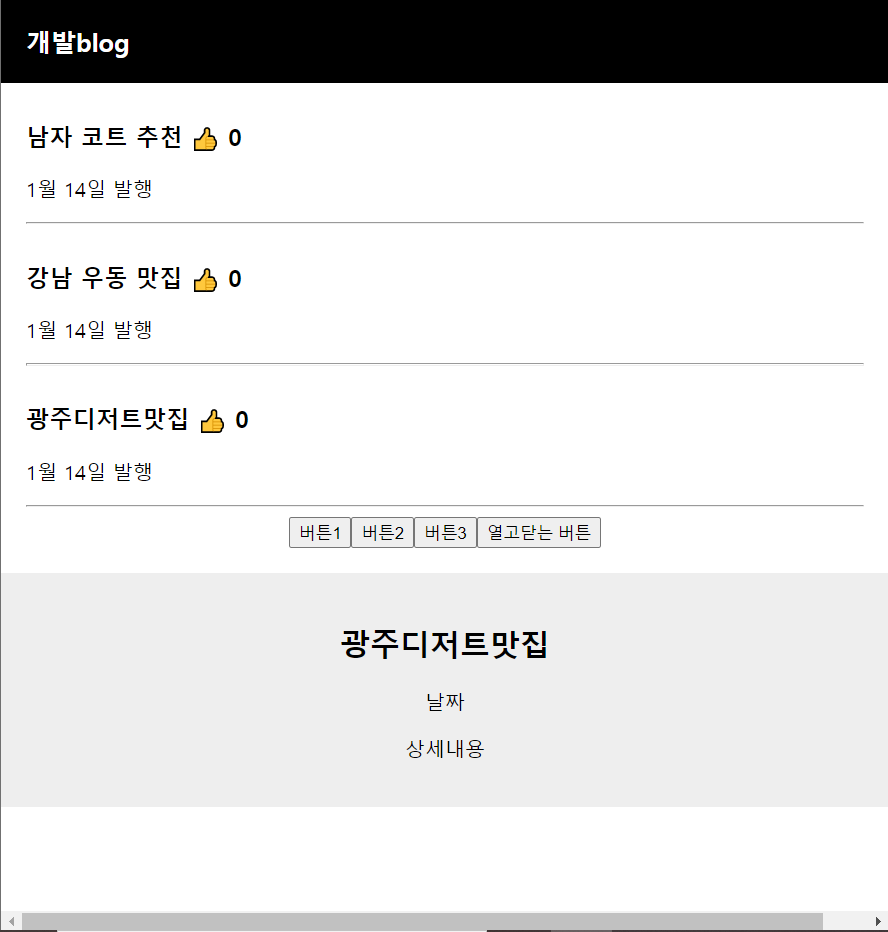 개발blog
남자 코트 추천 👍 0
1월 14일 발행
강남 우동 맛집 👍 0
1월 14일 발행
광주디저트맛집 👍 0
1월 14일 발행
버튼1 버튼2 버튼3 열고닫는 버튼
광주디저트맛집
날짜
상세내용